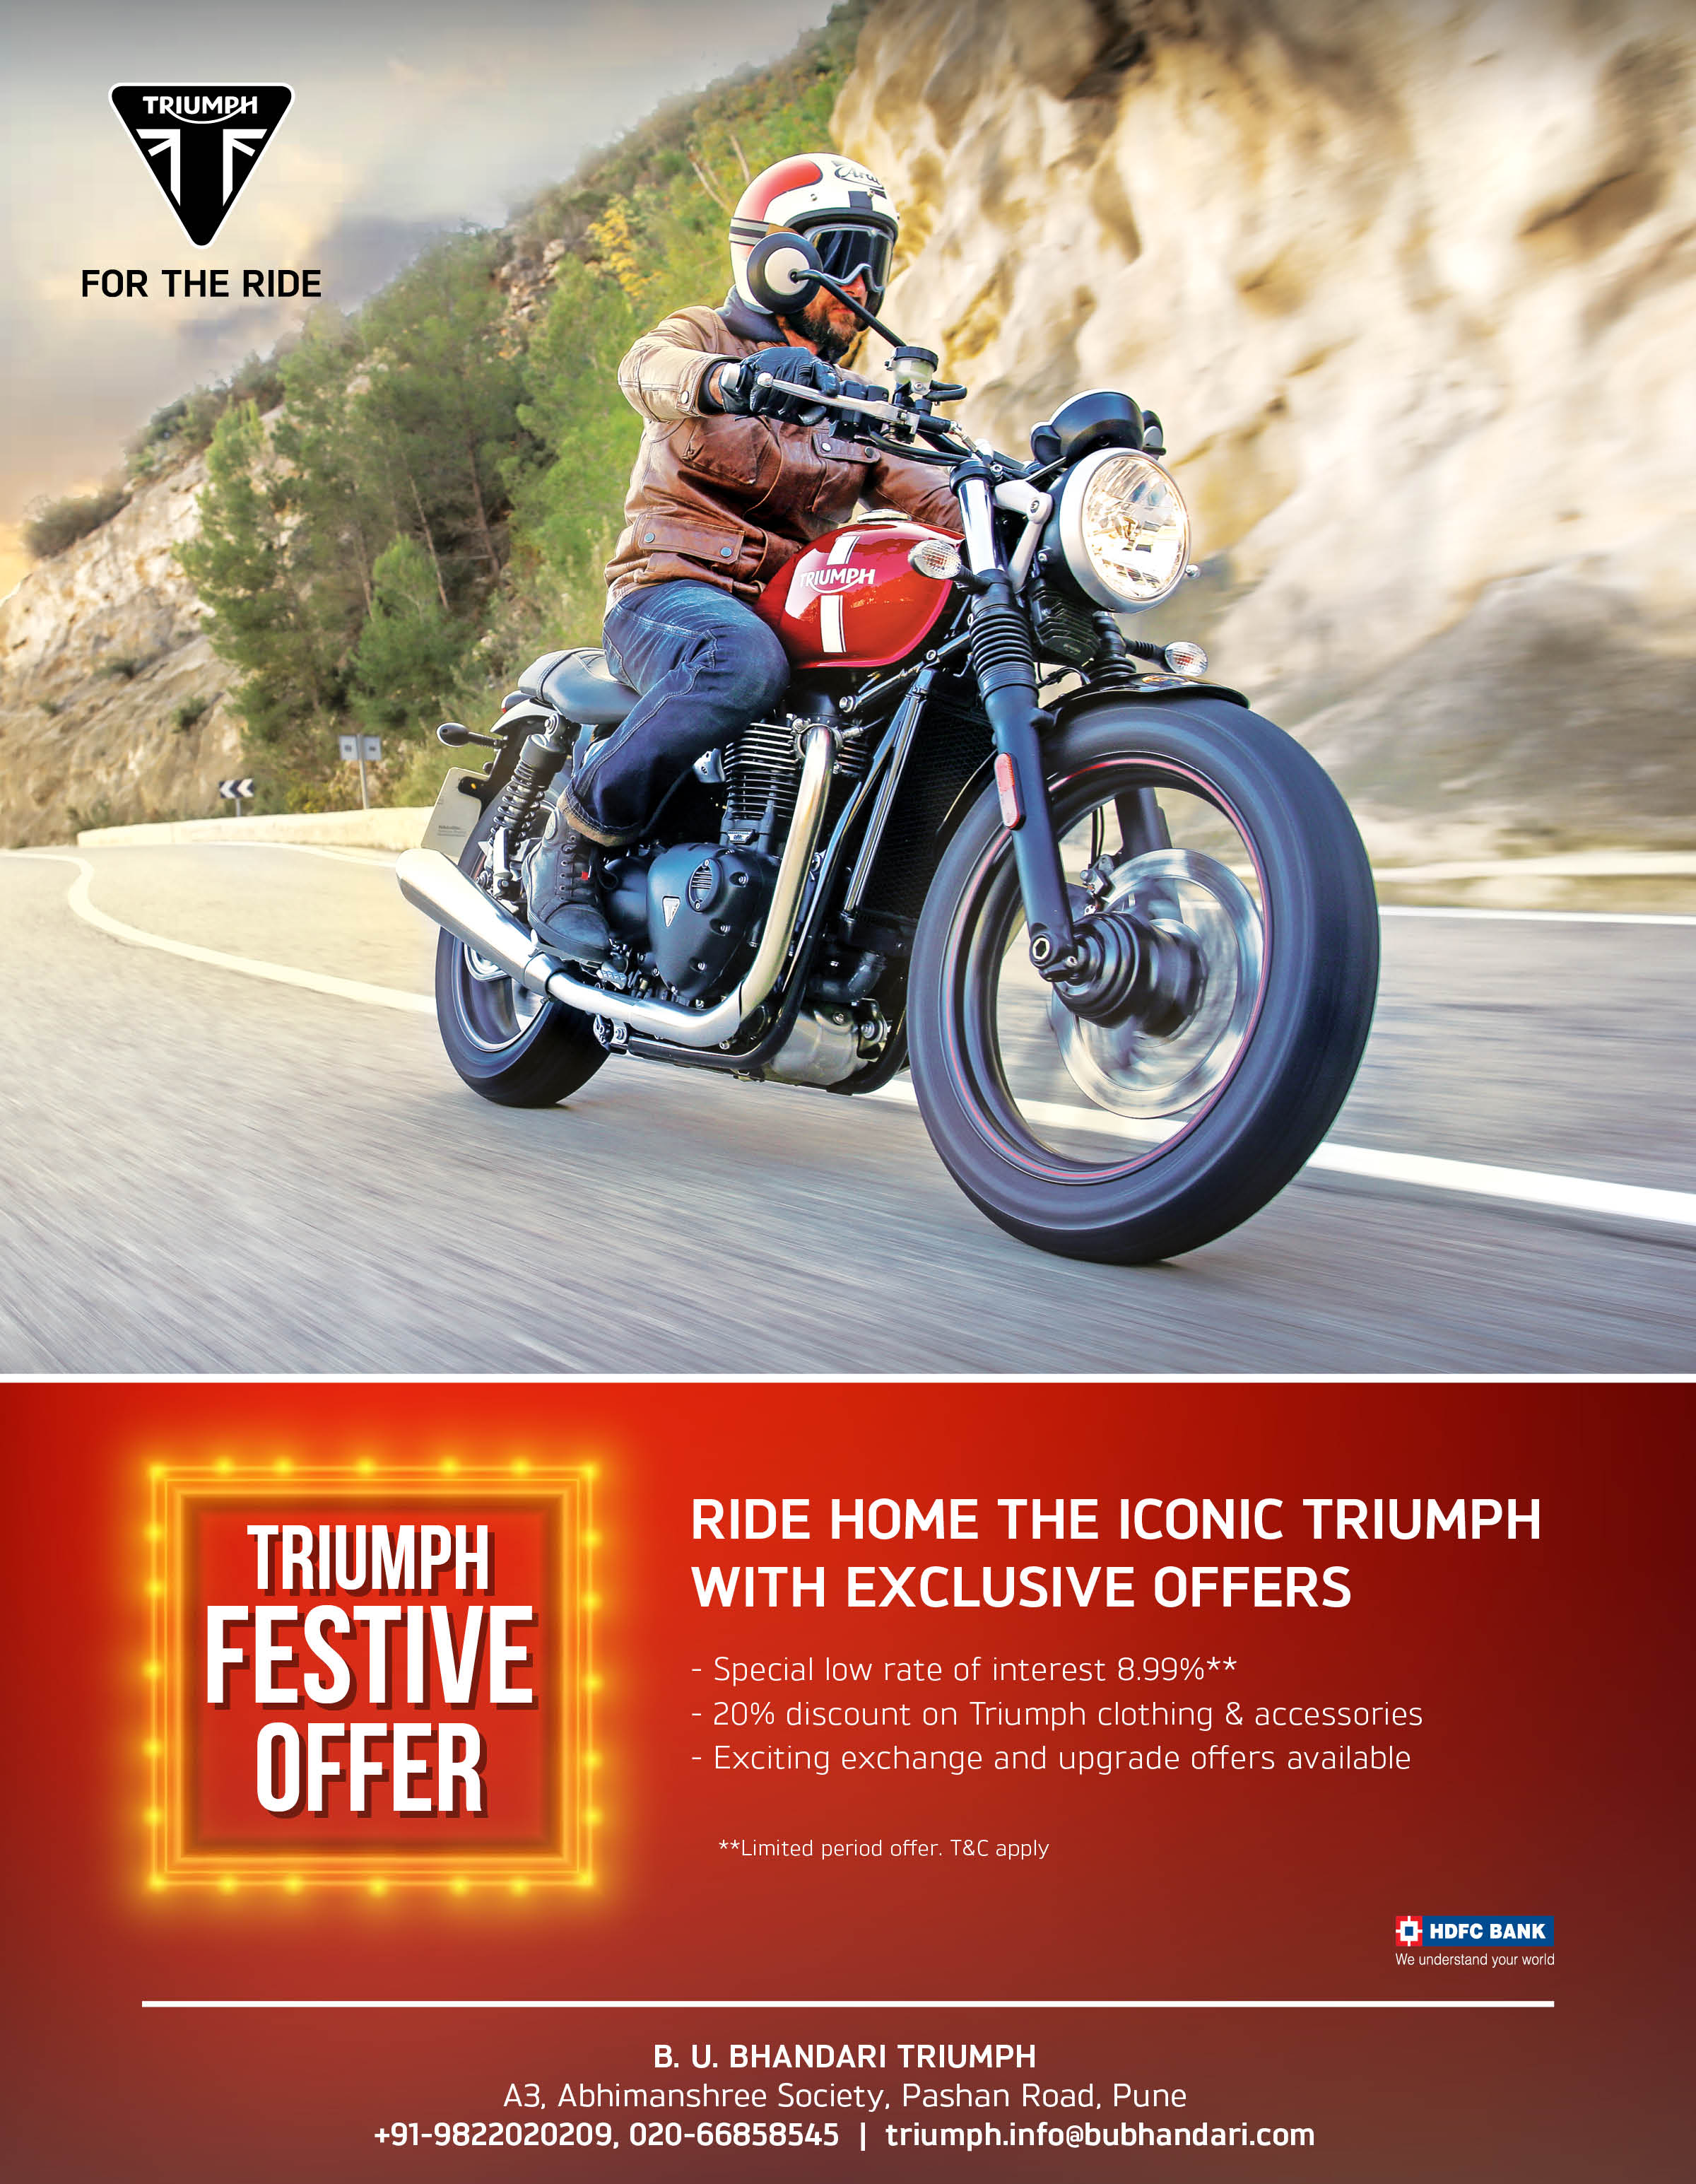 TRIUMPH
FOR THE RIDE
Arai
TRIUMPH
TRIUMPH
FESTIVE
OFFER
RIDE HOME THE ICONIC TRIUMPH
WITH EXCLUSIVE OFFERS
- Special low rate of interest 8.99%**
- 20% discount on Triumph clothing & accessories
- Exciting exchange and upgrade offers available
**Limited period offer. T&C apply
HDFC BANK
We understand your world
B. U. BHANDARI TRIUMPH
A3, Abhimanshree Society, Pashan Road, Pune
+91-9822020209, 020-66858545 | triumph.info@bubhandari.com